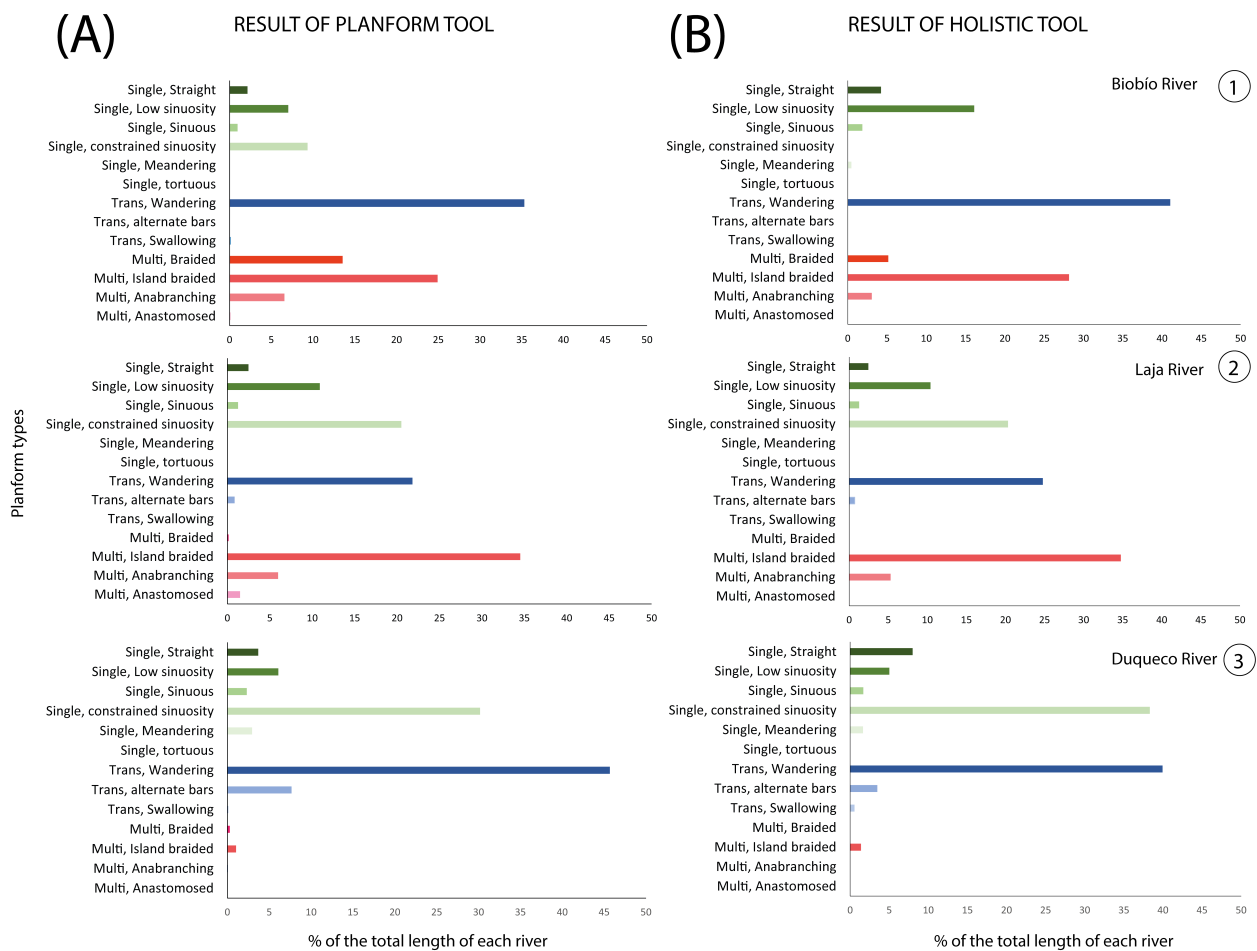 (A)
RESULT OF PLANFORM TOOL
(B)
RESULT OF HOLISTIC TOOL
Planform types
Single, Straight
Single, Low sinuosity
Single, Sinuous
Single, constrained sinuosity
Single, Meandering
Single, tortuous
Trans, Wandering
Trans, alternate bars
Trans, Swallowing
Multi, Braided
Multi, Island braided
Multi, Anabranching
Multi, Anastomosed
0 5 10 15 20 25 30 35 40 45 50
Biobío River 1
Single, Straight
Single, Low sinuosity
Single, Sinuous
Single, constrained sinuosity
Single, Meandering
Single, tortuous
Trans, Wandering
Trans, alternate bars
Trans, Swallowing
Multi, Braided
Multi, Island braided
Multi, Anabranching
Multi, Anastomosed
0 5 10 15 20 25 30 35 40 45 50
Single, Straight
Single, Low sinuosity
Single, Sinuous
Single, constrained sinuosity
Single, Meandering
Single, tortuous
Trans, Wandering
Trans, alternate bars
Trans, Swallowing
Multi, Braided
Multi, Island braided
Multi, Anabranching
Multi, Anastomosed
0 5 10 15 20 25 30 35 40 45 50
Laja River 2
Single, Straight
Single, Low sinuosity
Single, Sinuous
Single, constrained sinuosity
Single, Meandering
Single, tortuous
Trans, Wandering
Trans, alternate bars
Trans, Swallowing
Multi, Braided
Multi, Island braided
Multi, Anabranching
Multi, Anastomosed
0 5 10 15 20 25 30 35 40 45 50
Single, Straight
Single, Low sinuosity
Single, Sinuous
Single, constrained sinuosity
Single, Meandering
Single, tortuous
Trans, Wandering
Trans, alternate bars
Trans, Swallowing
Multi, Braided
Multi, Island braided
Multi, Anabranching
Multi, Anastomosed
0 5 10 15 20 25 30 35 40 45 50
% of the total length of each river
Duqueco River 3
Single, Straight
Single, Low sinuosity
Single, Sinuous
Single, constrained sinuosity
Single, Meandering
Single, tortuous
Trans, Wandering
Trans, alternate bars
Trans, Swallowing
Multi, Braided
Multi, Island braided
Multi, Anabranching
Multi, Anastomosed
0 5 10 15 20 25 30 35 40 45 50
% of the total length of each river